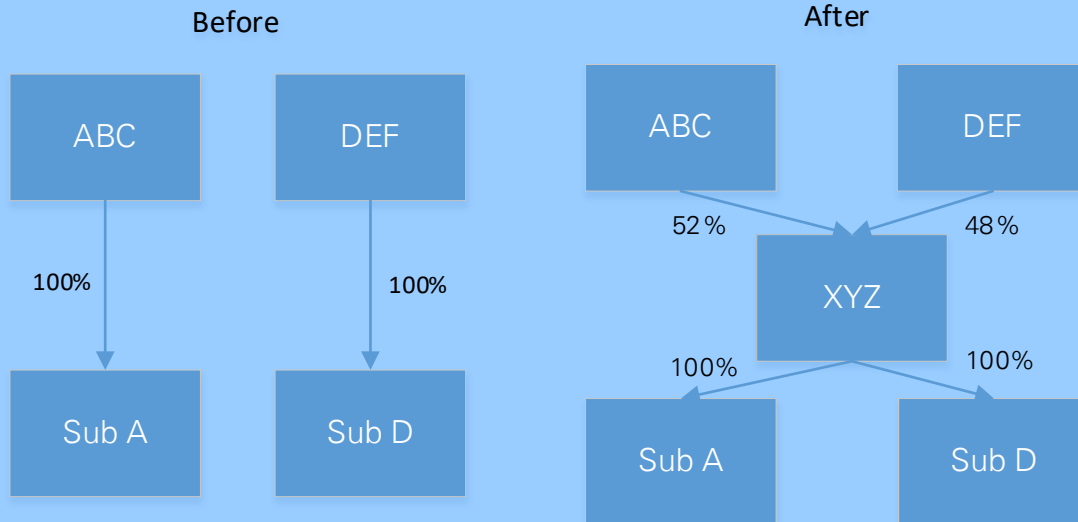 Before
After
ABC
DEF
ABC
DEF
52%
48%
100%
100%
XYZ
100%
100%
Sub A
Sub D
Sub A
Sub D